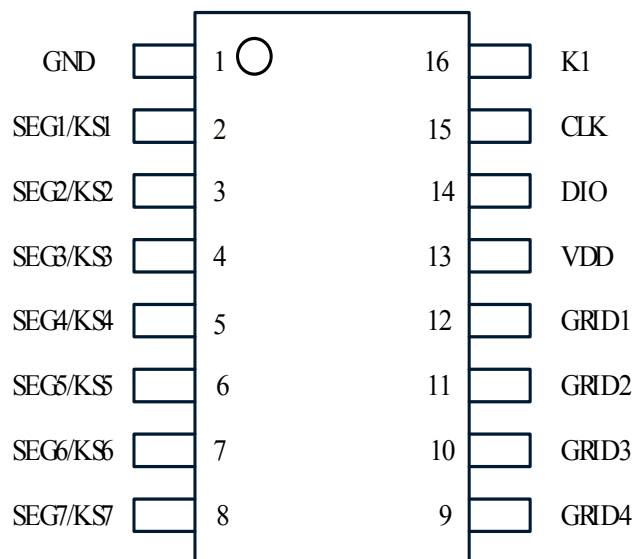 GND 1 16 K1
SEG1/KS1 2 15 CLK
SEG2/KS2 3 14 DIO
SEG3/KS3 4 13 VDD
SEG4/KS4 5 12 GRID1
SEG5/KS5 6 11 GRID2
SEG6/KS6 7 10 GRID3
SEG7/KS7 8 9 GRID4